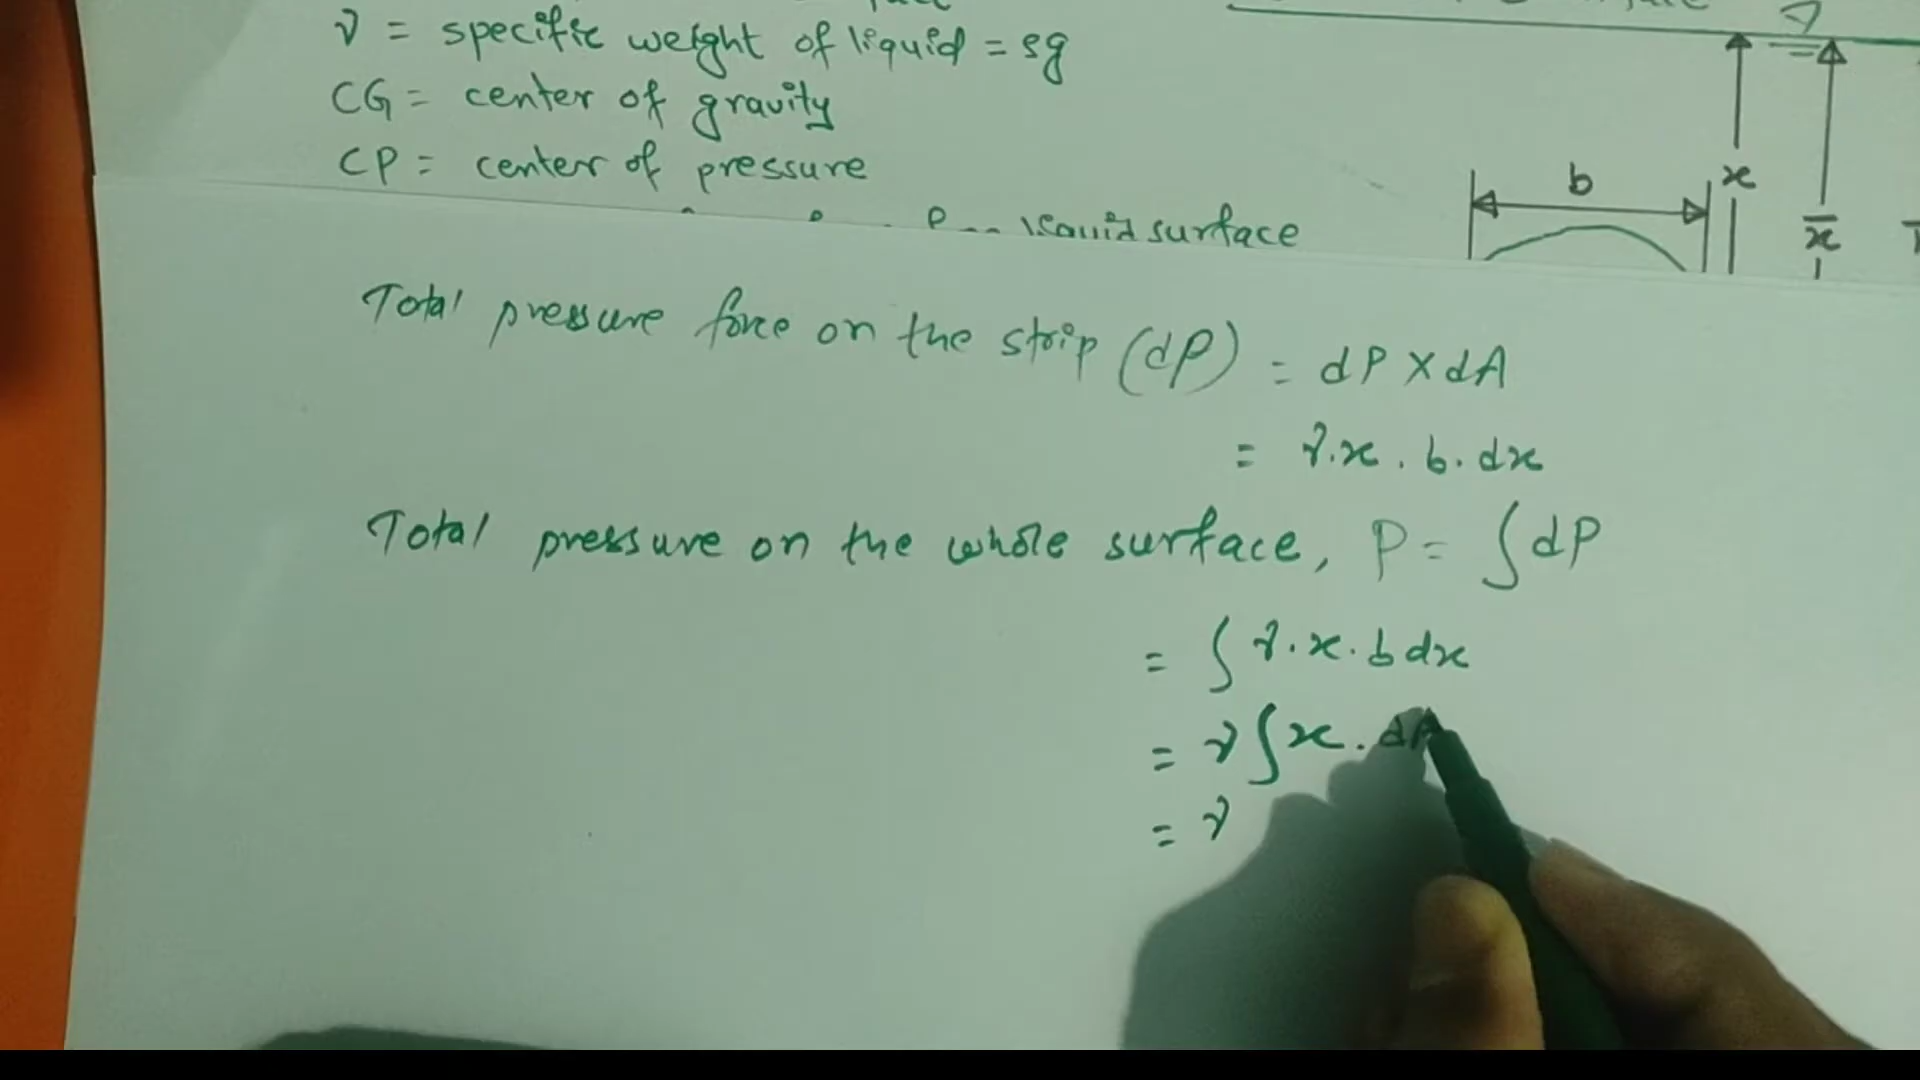 γ = specific weight of liquid = ρg
CG = center of gravity
CP = center of pressure
liquid surface
b
x
x̅
Total pressure force on the strip (dP) = dP × dA
= γ.x . b. dx
Total pressure on the whole surface, P = ∫dP
= ∫ γ.x.b dx
= γ ∫ x . dA
= γ